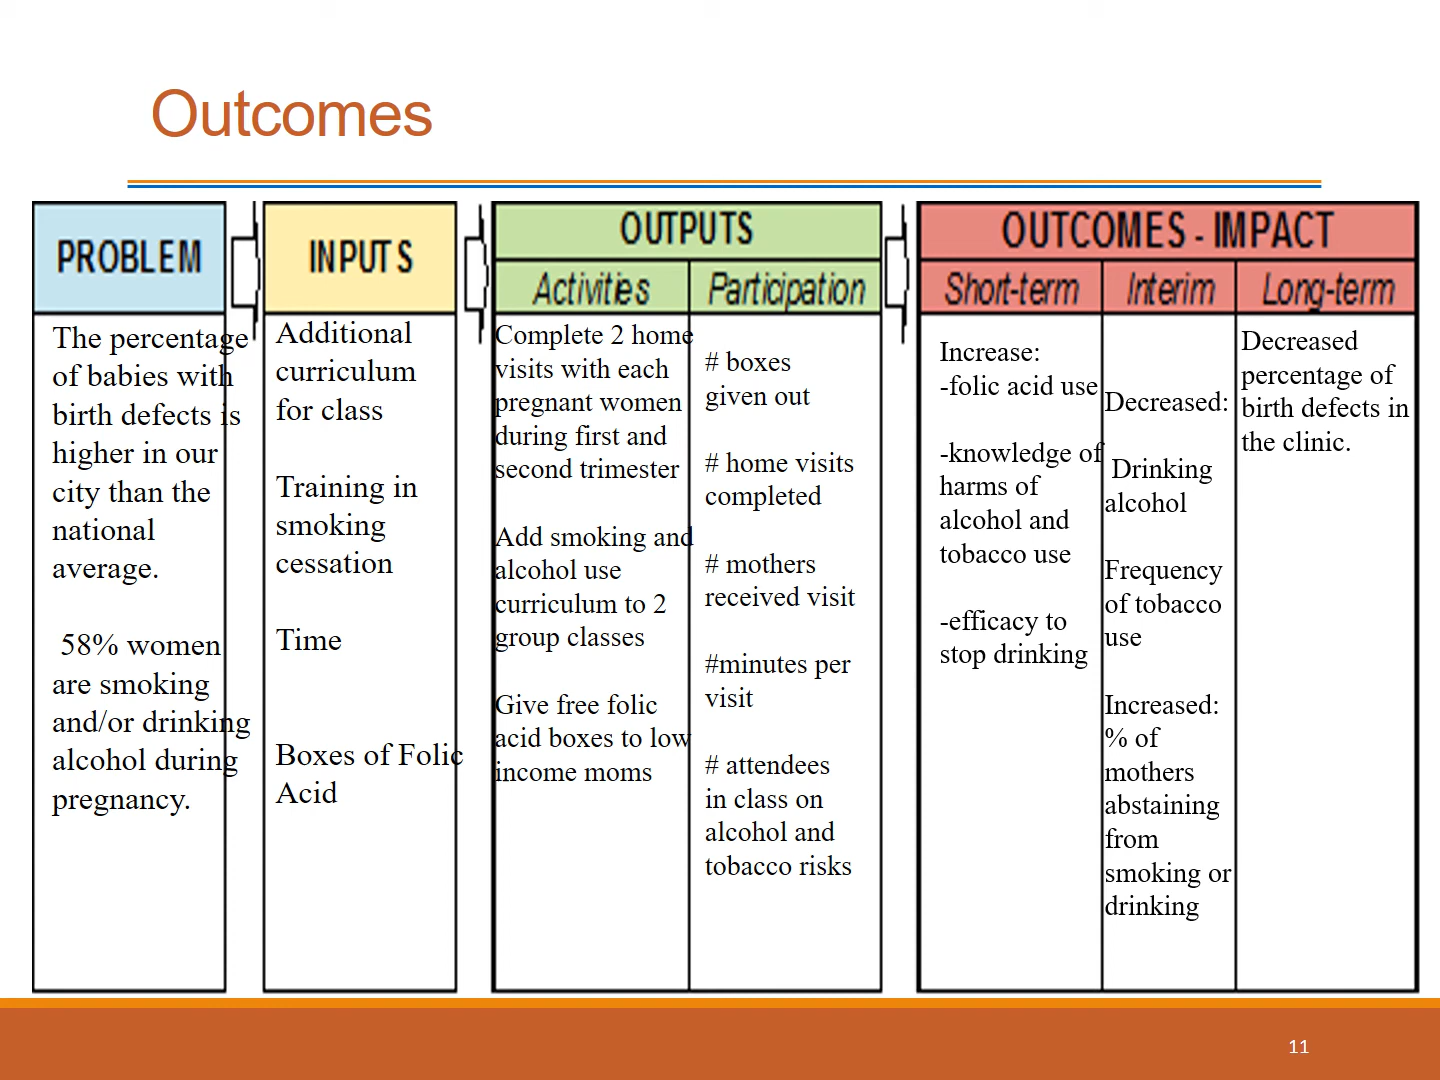 Outcomes
PROBLEM
The percentage
of babies with
birth defects is
higher in our
city than the
national
average.
58% women
are smoking
and/or drinking
alcohol during
pregnancy.
INPUTS
Additional
curriculum
for class
Training in
smoking
cessation
Time
Boxes of Folic
Acid
OUTPUTS
Activities
Complete 2 home
visits with each
pregnant women
during first and
second trimester
Add smoking and
alcohol use
curriculum to 2
group classes
Give free folic
acid boxes to low
income moms
Participation
# boxes
given out
# home visits
completed
# mothers
received visit
#minutes per
visit
# attendees
in class on
alcohol and
tobacco risks
OUTCOMES - IMPACT
Short-term
Increase:
-folic acid use
-knowledge of
harms of
alcohol and
tobacco use
-efficacy to
stop drinking
Interim
Decreased:
Drinking
alcohol
Frequency
of tobacco
use
Increased:
% of
mothers
abstaining
from
smoking or
drinking
Long-term
Decreased
percentage of
birth defects in
the clinic.
11